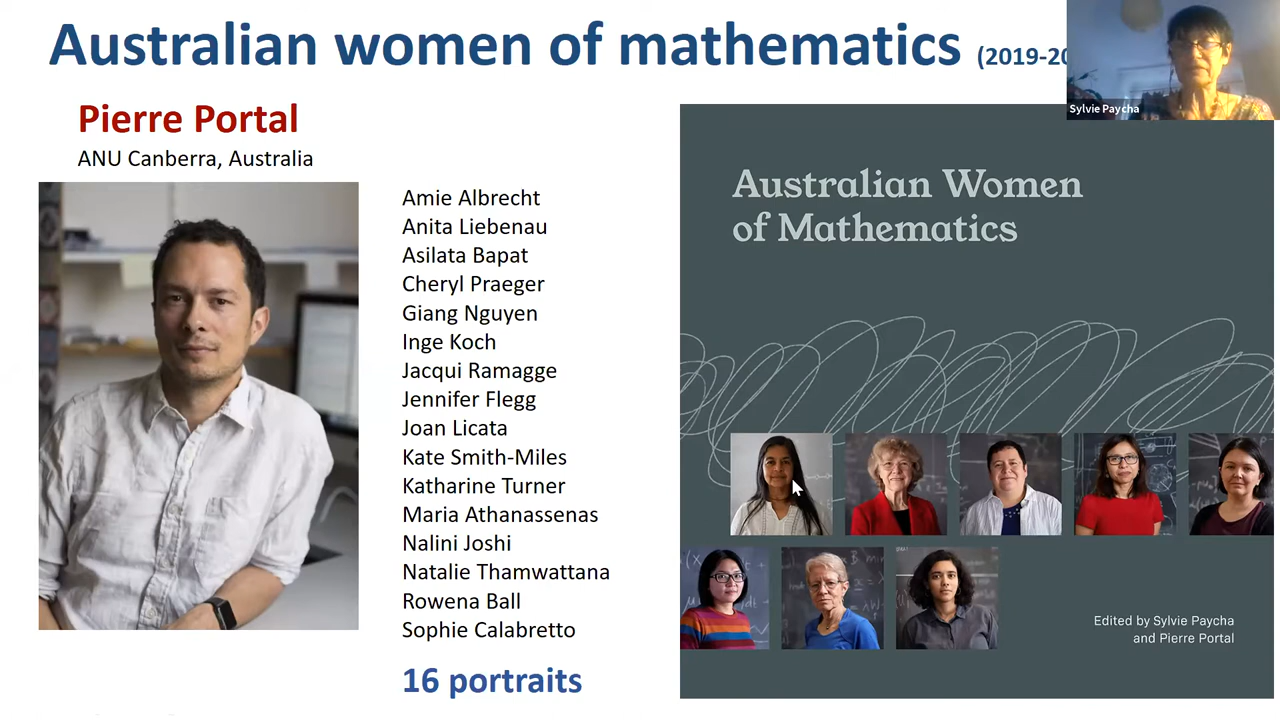 Australian women of mathematics (2019-20
Sylvie Paycha
Pierre Portal
ANU Canberra, Australia
Amie Albrecht
Anita Liebenau
Asilata Bapat
Cheryl Praeger
Giang Nguyen
Inge Koch
Jacqui Ramagge
Jennifer Flegg
Joan Licata
Kate Smith-Miles
Katharine Turner
Maria Athanassenas
Nalini Joshi
Natalie Thamwattana
Rowena Ball
Sophie Calabretto
16 portraits
Australian Women
of Mathematics
Edited by Sylvie Paycha
and Pierre Portal